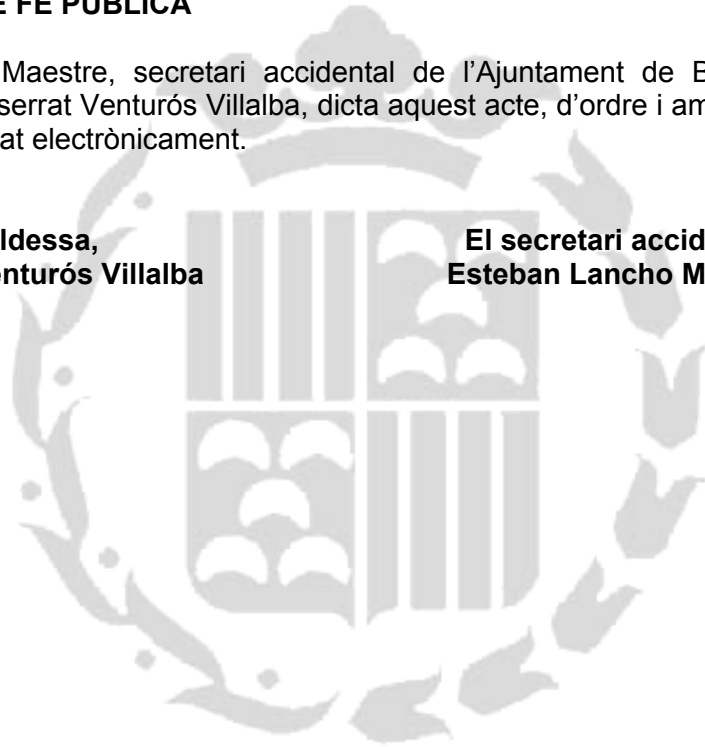 E FE PÚBLICA
Maestre, secretari accidental de l’Ajuntament de B
serrat Venturós Villalba, dicta aquest acte, d’ordre i am
at electrònicament.
ldessa, El secretari accid
enturós Villalba Esteban Lancho M